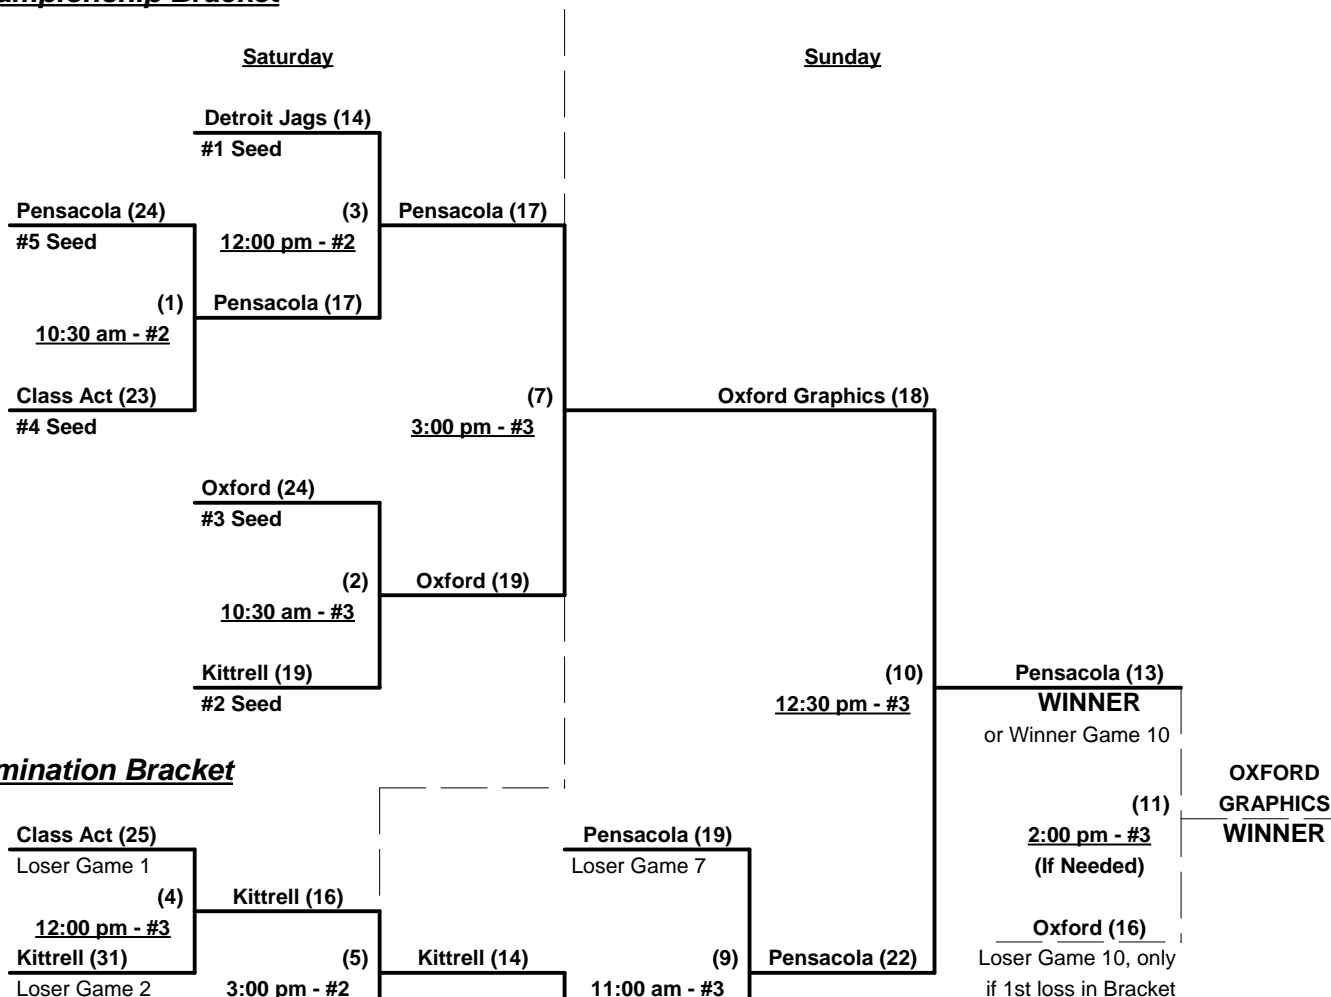 Saturday
Sunday
Detroit Jags (14)
#1 Seed
Pensacola (24)
(3)
Pensacola (17)
#5 Seed
12:00 pm - #2
(1)
Pensacola (17)
10:30 am - #2
Class Act (23)
(7)
Oxford Graphics (18)
#4 Seed
3:00 pm - #3
Oxford (24)
#3 Seed
(2)
Oxford (19)
10:30 am - #3
Kittrell (19)
(10)
Pensacola (13)
#2 Seed
12:30 pm - #3
WINNER
or Winner Game 10
mination Bracket
OXFORD
(11)
GRAPHICS
Class Act (25)
Pensacola (19)
2:00 pm - #3
WINNER
Loser Game 1
Loser Game 7
(If Needed)
(4)
Kittrell (16)
12:00 pm - #3
Oxford (16)
Kittrell (31)
(5)
Kittrell (14)
(9)
Pensacola (22)
Loser Game 10, only
Loser Game 2
3:00 pm - #2
11:00 am - #3
if 1st loss in Bracket